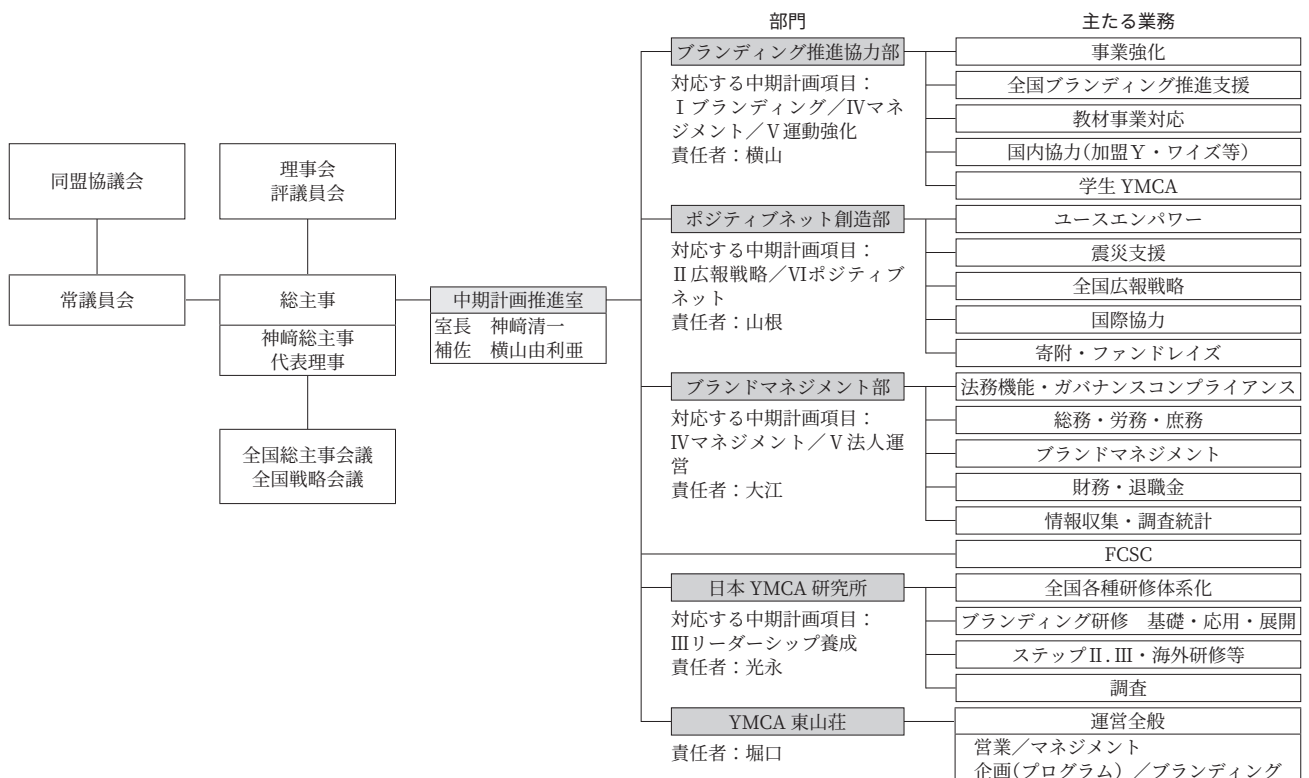 部門
主たる業務
同盟協議会
常議員会
理事会
評議員会
総主事
神﨑総主事
代表理事
全国総主事会議
全国戦略会議
中期計画推進室
室長　神﨑清一
補佐　横山由利亜
ブランディング推進協力部
対応する中期計画項目：
Ⅰブランディング／Ⅳマネ
ジメント／Ⅴ運動強化
責任者：横山
事業強化
全国ブランディング推進支援
教材事業対応
国内協力(加盟Ｙ・ワイズ等)
学生 YMCA
ポジティブネット創造部
対応する中期計画項目：
Ⅱ広報戦略／Ⅵポジティブ
ネット
責任者：山根
ユースエンパワー
震災支援
全国広報戦略
国際協力
寄附・ファンドレイズ
ブランドマネジメント部
対応する中期計画項目：
Ⅳマネジメント／Ⅴ法人運
営
責任者：大江
法務機能・ガバナンスコンプライアンス
総務・労務・庶務
ブランドマネジメント
財務・退職金
情報収集・調査統計
FCSC
日本 YMCA 研究所
対応する中期計画項目：
Ⅲリーダーシップ養成
責任者：光永
全国各種研修体系化
ブランディング研修　基礎・応用・展開
ステップⅡ.Ⅲ・海外研修等
調査
YMCA 東山荘
責任者：堀口
運営全般
営業／マネジメント
企画(プログラム) ／ブランディング